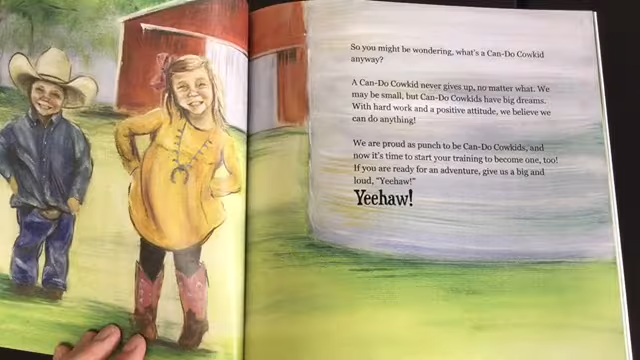 So you might be wondering, what's a Can-Do Cowkid
anyway?
A Can-Do Cowkid never gives up, no matter what. We
may be small, but Can-Do Cowkids have big dreams.
With hard work and a positive attitude, we believe we
can do anything!
We are proud as punch to be Can-Do Cowkids, and
now it's time to start your training to become one, too!
If you are ready for an adventure, give us a big and
loud, "Yeehaw!"
Yeehaw!